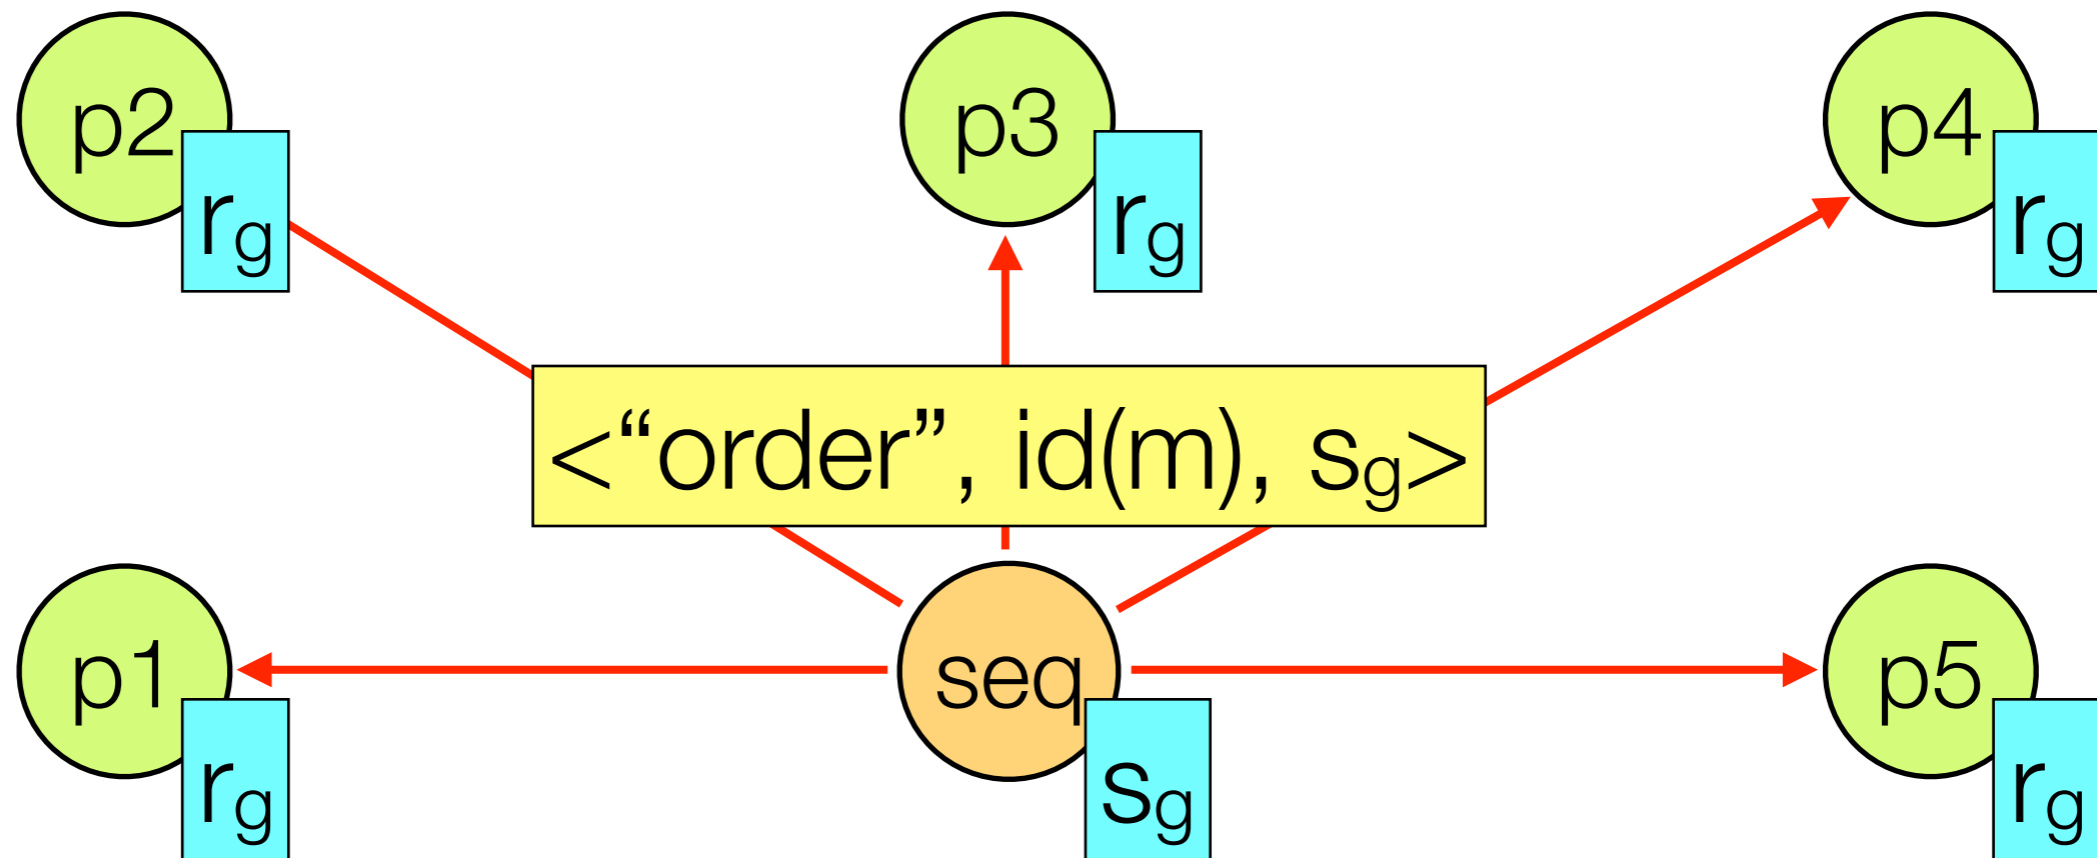 p2
rg
p3
rg
p4
rg
<“order”, id(m), sg>
p1
rg
seq
sg
p5
rg